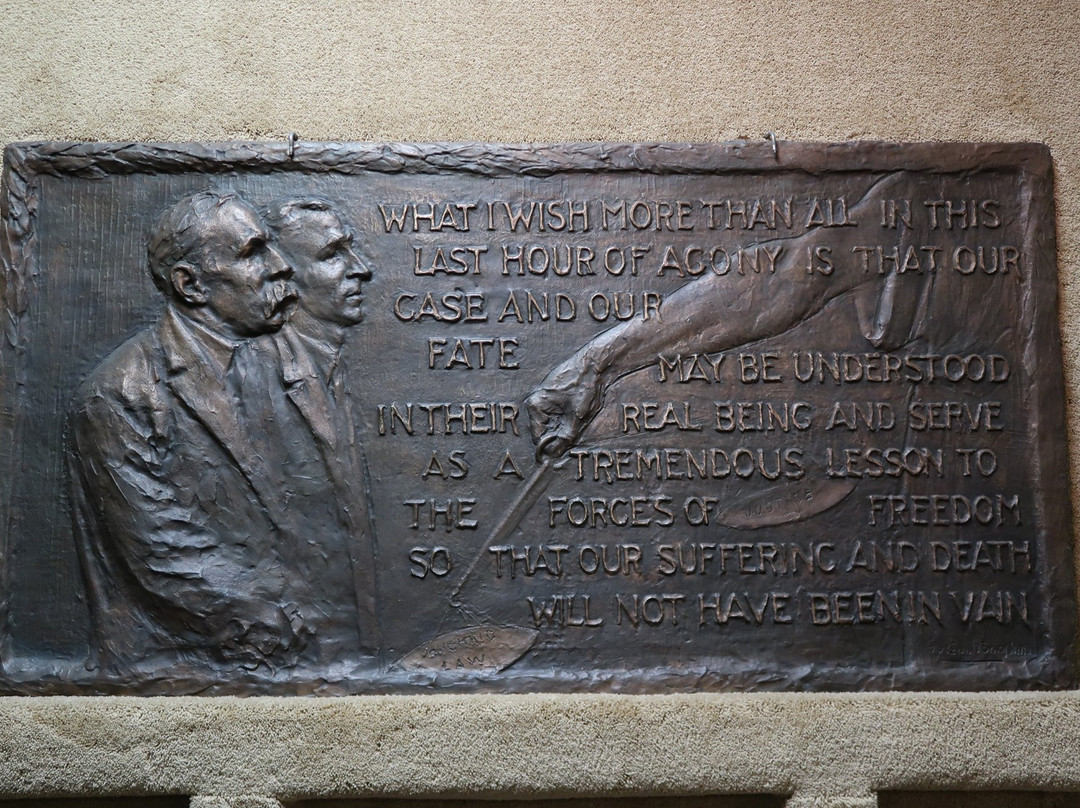 WHAT I WISH MORE THAN ALL IN THIS
LAST HOUR OF AGONY IS THAT OUR
CASE AND OUR
FATE MAY BE UNDERSTOOD
IN THEIR REAL BEING AND SERVE
AS A TREMENDOUS LESSON TO
THE FORCES OF FREEDOM
SO THAT OUR SUFFERING AND DEATH
WILL NOT HAVE BEEN IN VAIN
JUSTICE
LAW